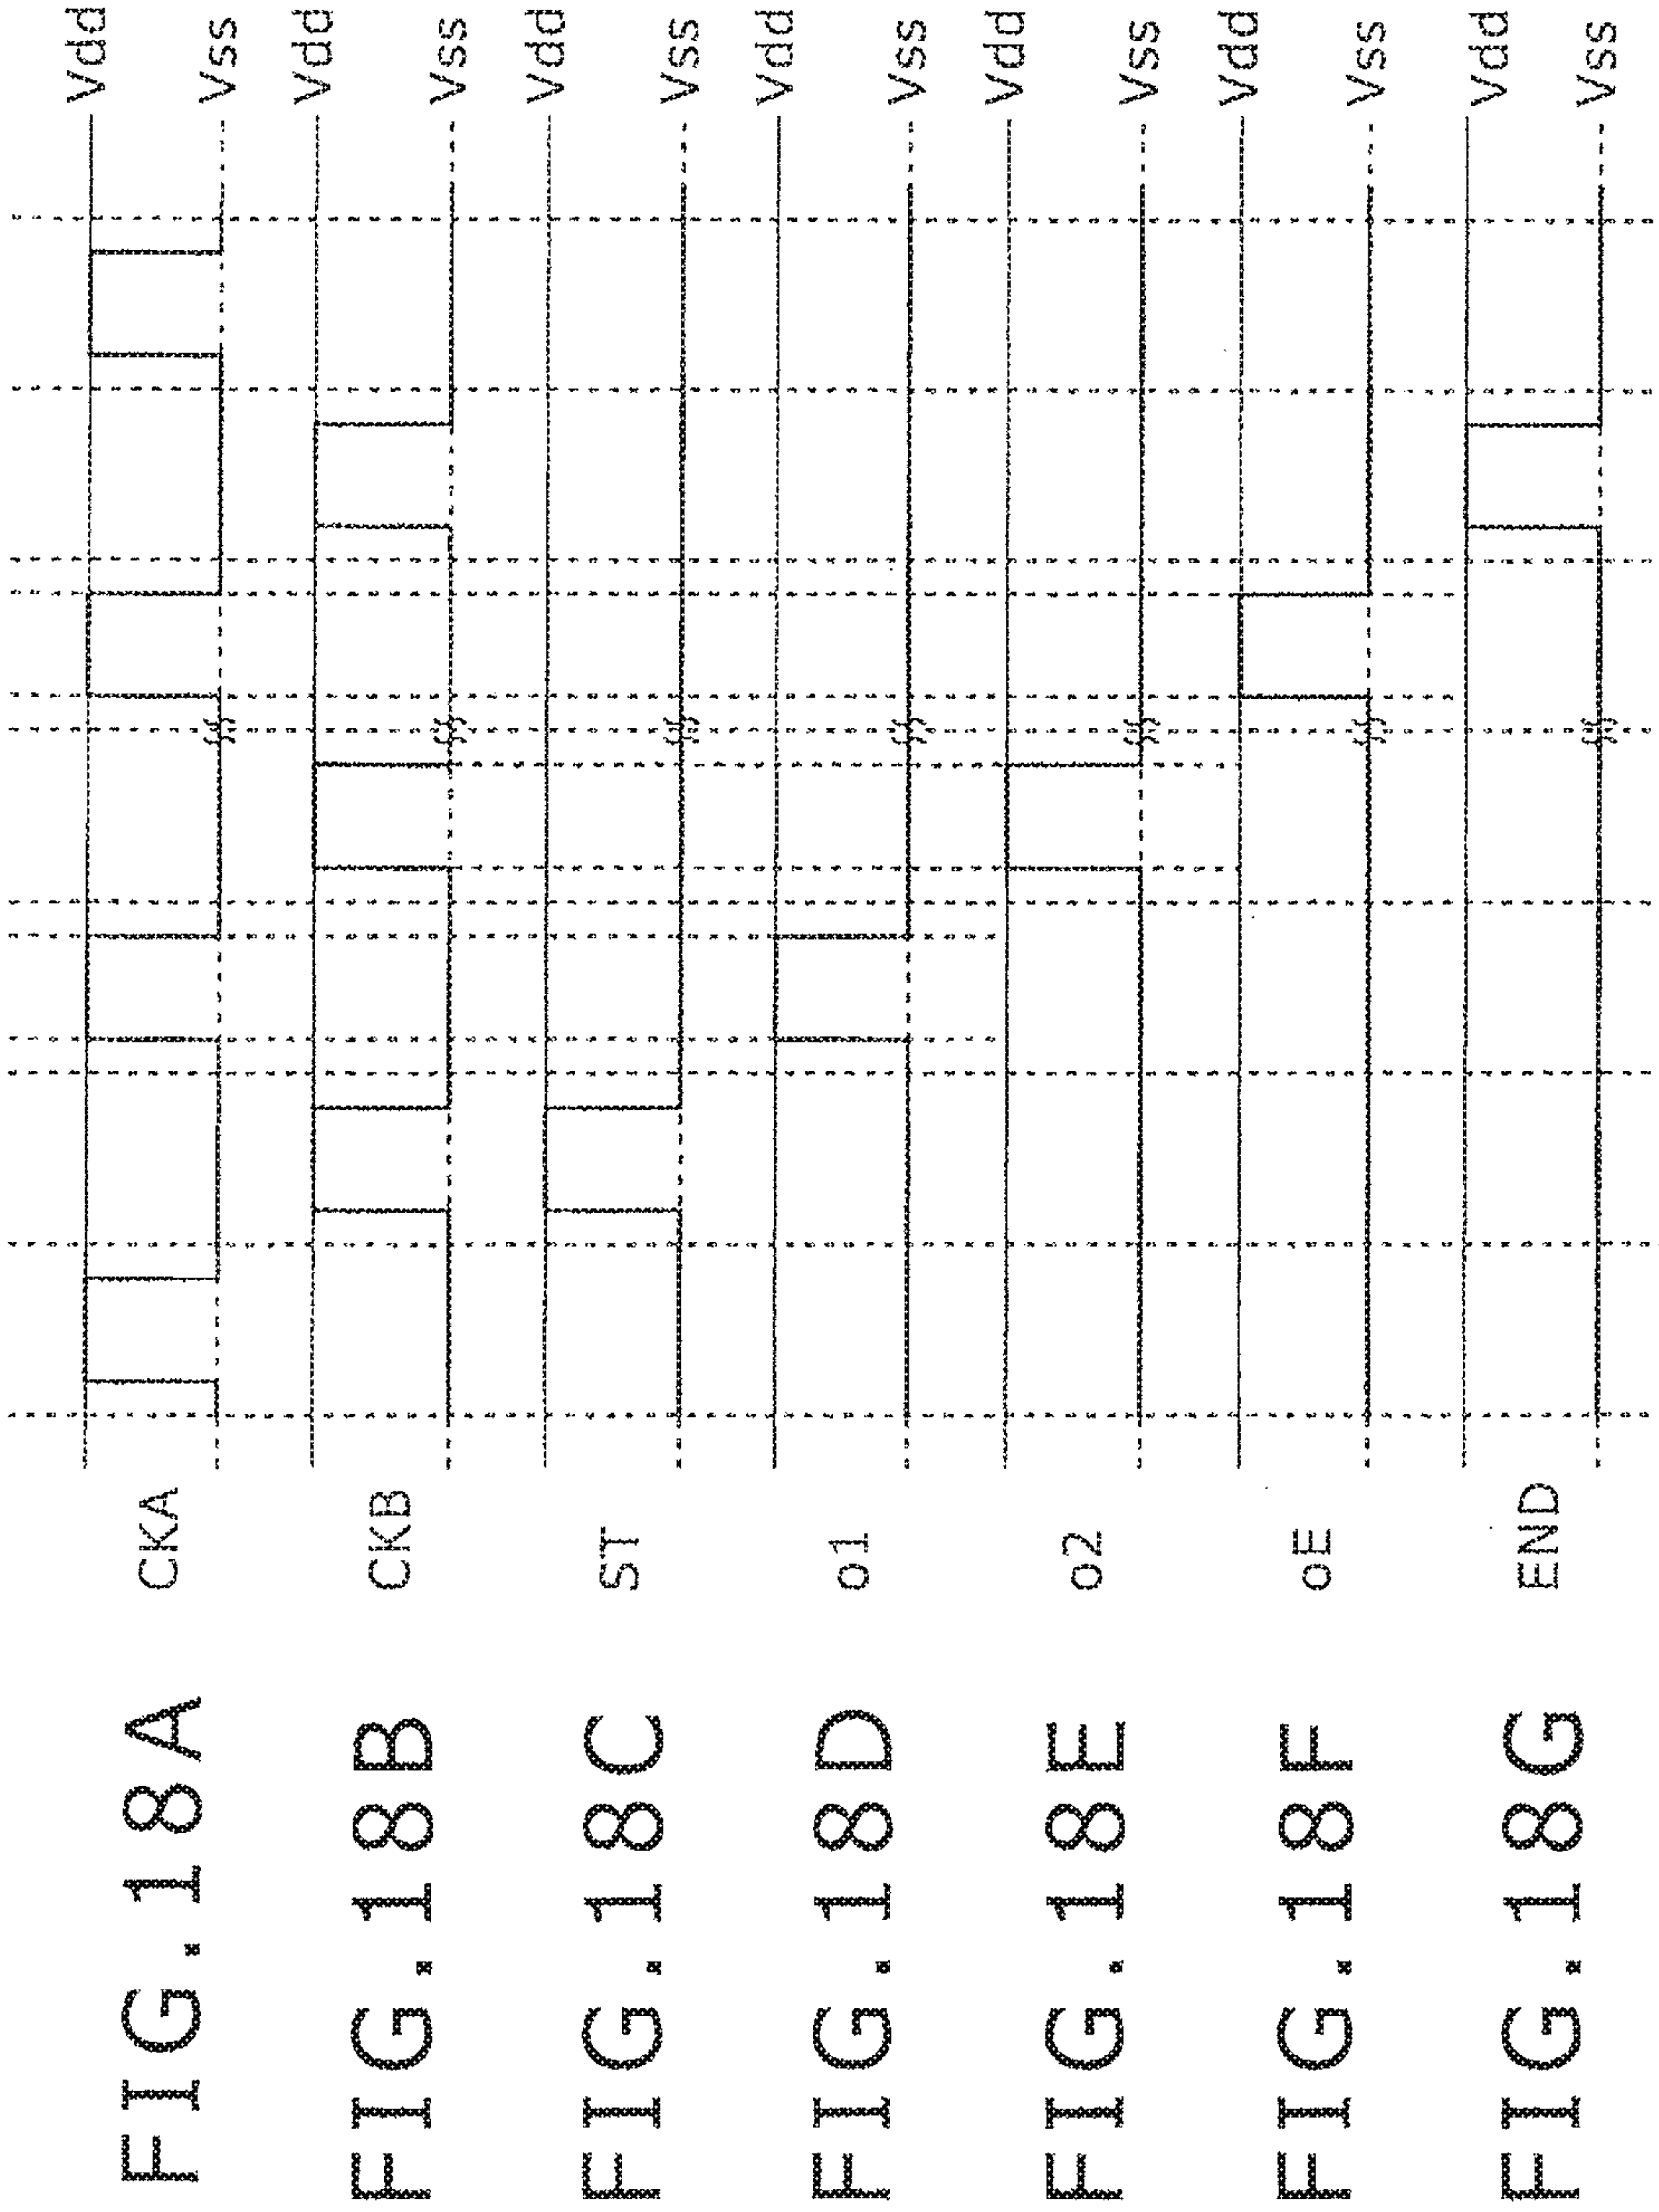 FIG.18A CKA Vdd
Vss
FIG.18B CKB Vdd
Vss
FIG.18C ST Vdd
Vss
FIG.18D o1 Vdd
Vss
FIG.18E o2 Vdd
Vss
FIG.18F oE Vdd
Vss
FIG.18G END Vdd
Vss